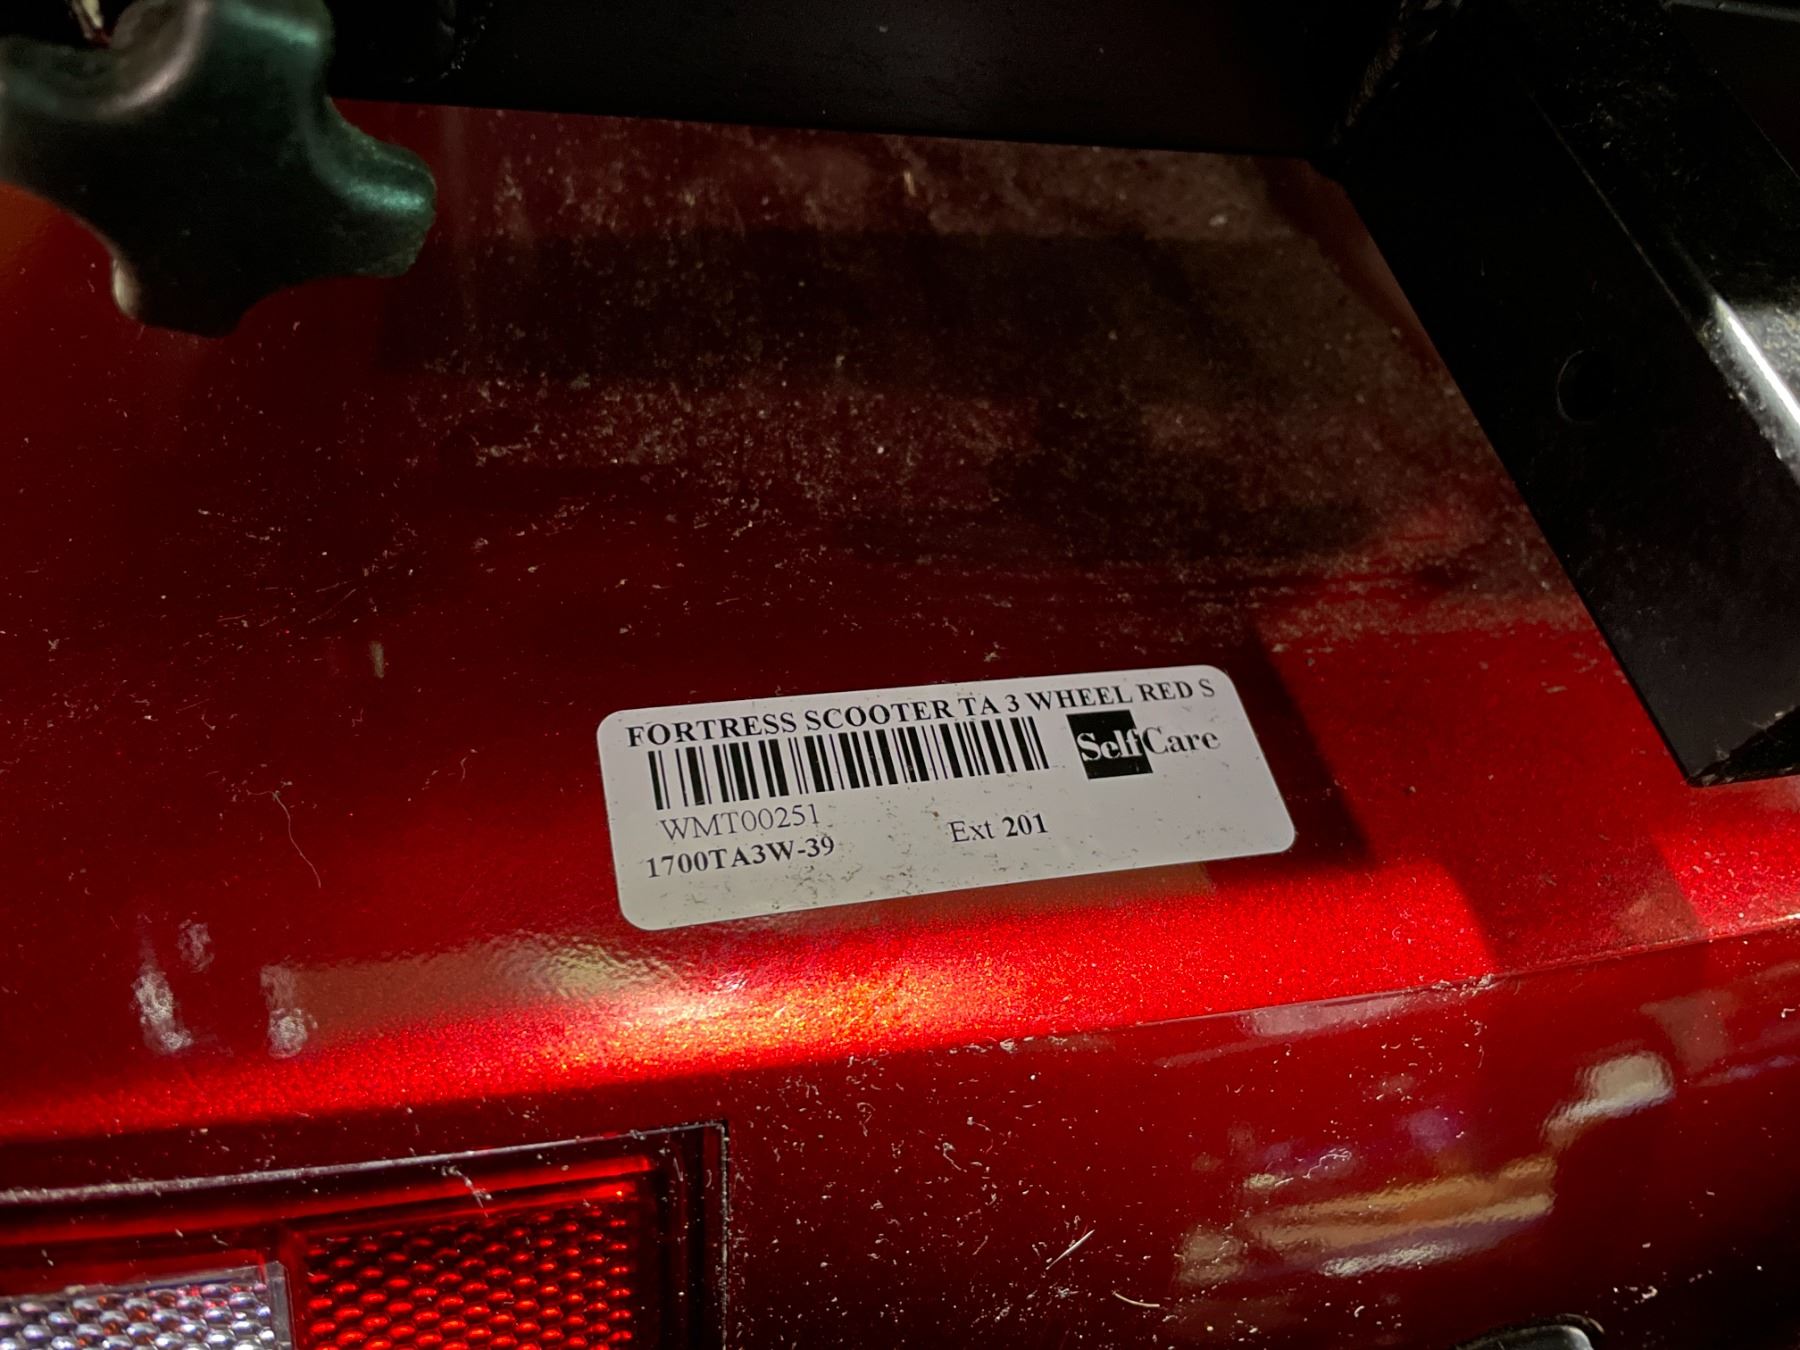 FORTRESS SCOOTER TA 3 WHEEL RED S
SelfCare
WMT00251
1700TA3W-39
Ext 201